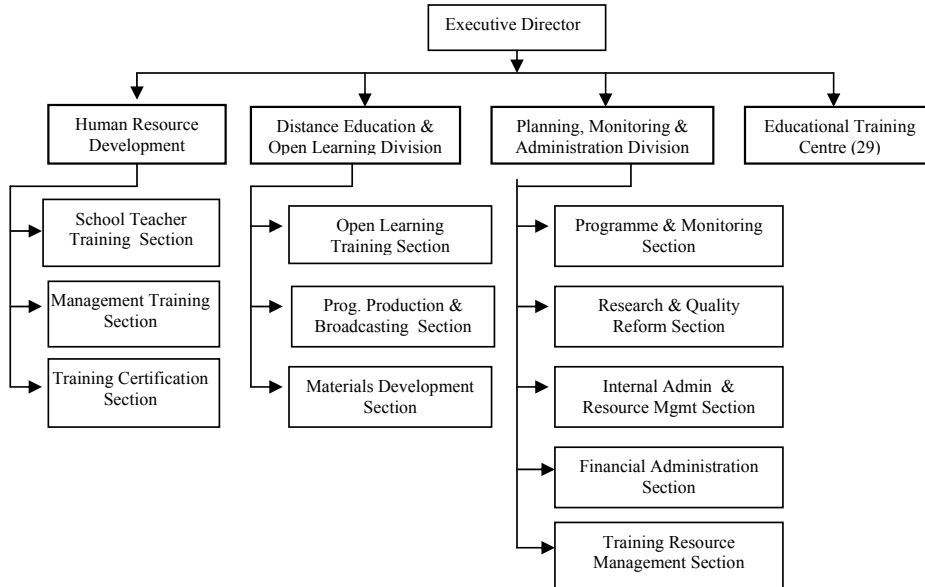 Executive Director
Human Resource
Development
Distance Education &
Open Learning Division
Planning, Monitoring &
Administration Division
Educational Training
Centre (29)
School Teacher
Training Section
Management Training
Section
Training Certification
Section
Open Learning
Training Section
Prog. Production &
Broadcasting Section
Materials Development
Section
Programme & Monitoring
Section
Research & Quality
Reform Section
Internal Admin &
Resource Mgmt Section
Financial Administration
Section
Training Resource
Management Section